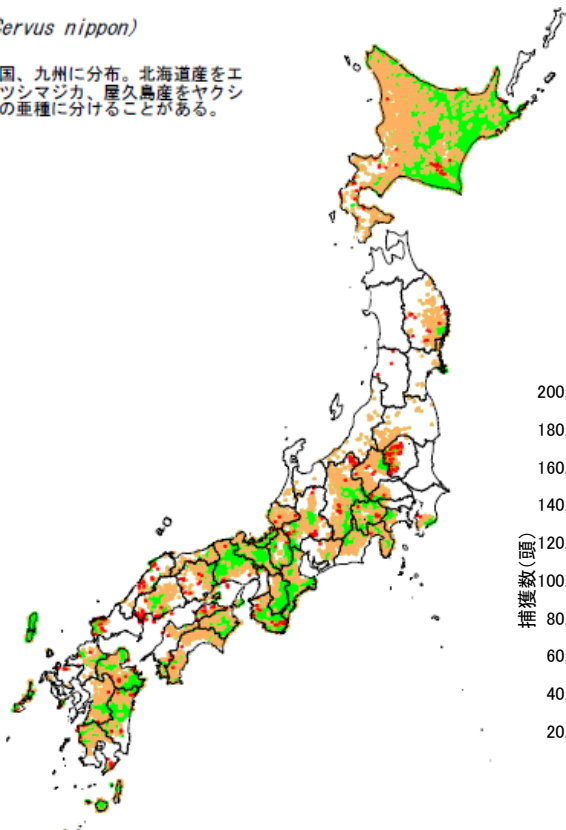 Cervus nippon)
国、九州に分布。北海道産をエ
ツシマジカ、屋久島産をヤクシ
の亜種に分けることがある。
200,
180,
160,
140,
120,
100,
80,
60,
40,
20,
捕獲数(頭)